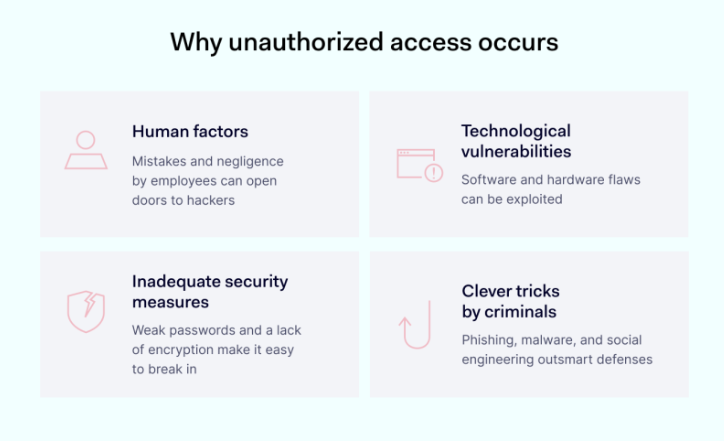 Why unauthorized access occurs
Human factors
Mistakes and negligence
by employees can open
doors to hackers
Technological
vulnerabilities
Software and hardware flaws
can be exploited
Inadequate security
measures
Weak passwords and a lack
of encryption make it easy
to break in
Clever tricks
by criminals
Phishing, malware, and social
engineering outsmart defenses